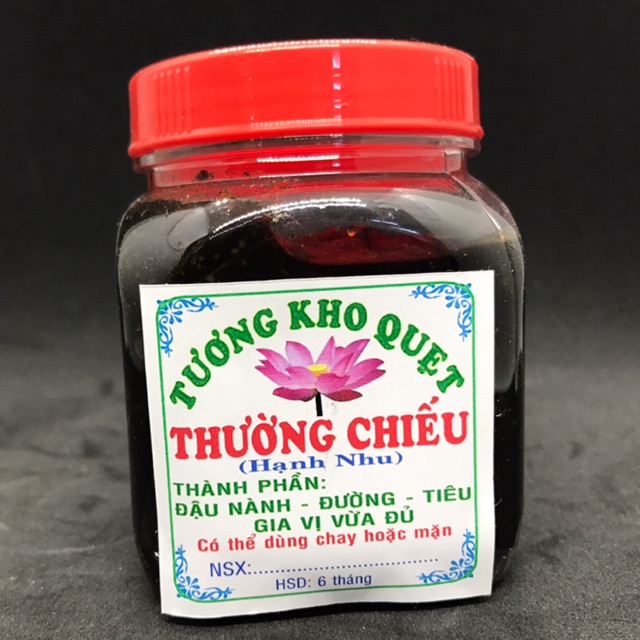 TƯƠNG KHO QUẸT
THƯỜNG CHIẾU
(Hạnh Nhu)
THÀNH PHẦN:
ĐẬU NÀNH - ĐƯỜNG - TIÊU
GIA VỊ VỪA ĐỦ
Có thể dùng chay hoặc mặn
NSX:...................................
HSD: 6 tháng